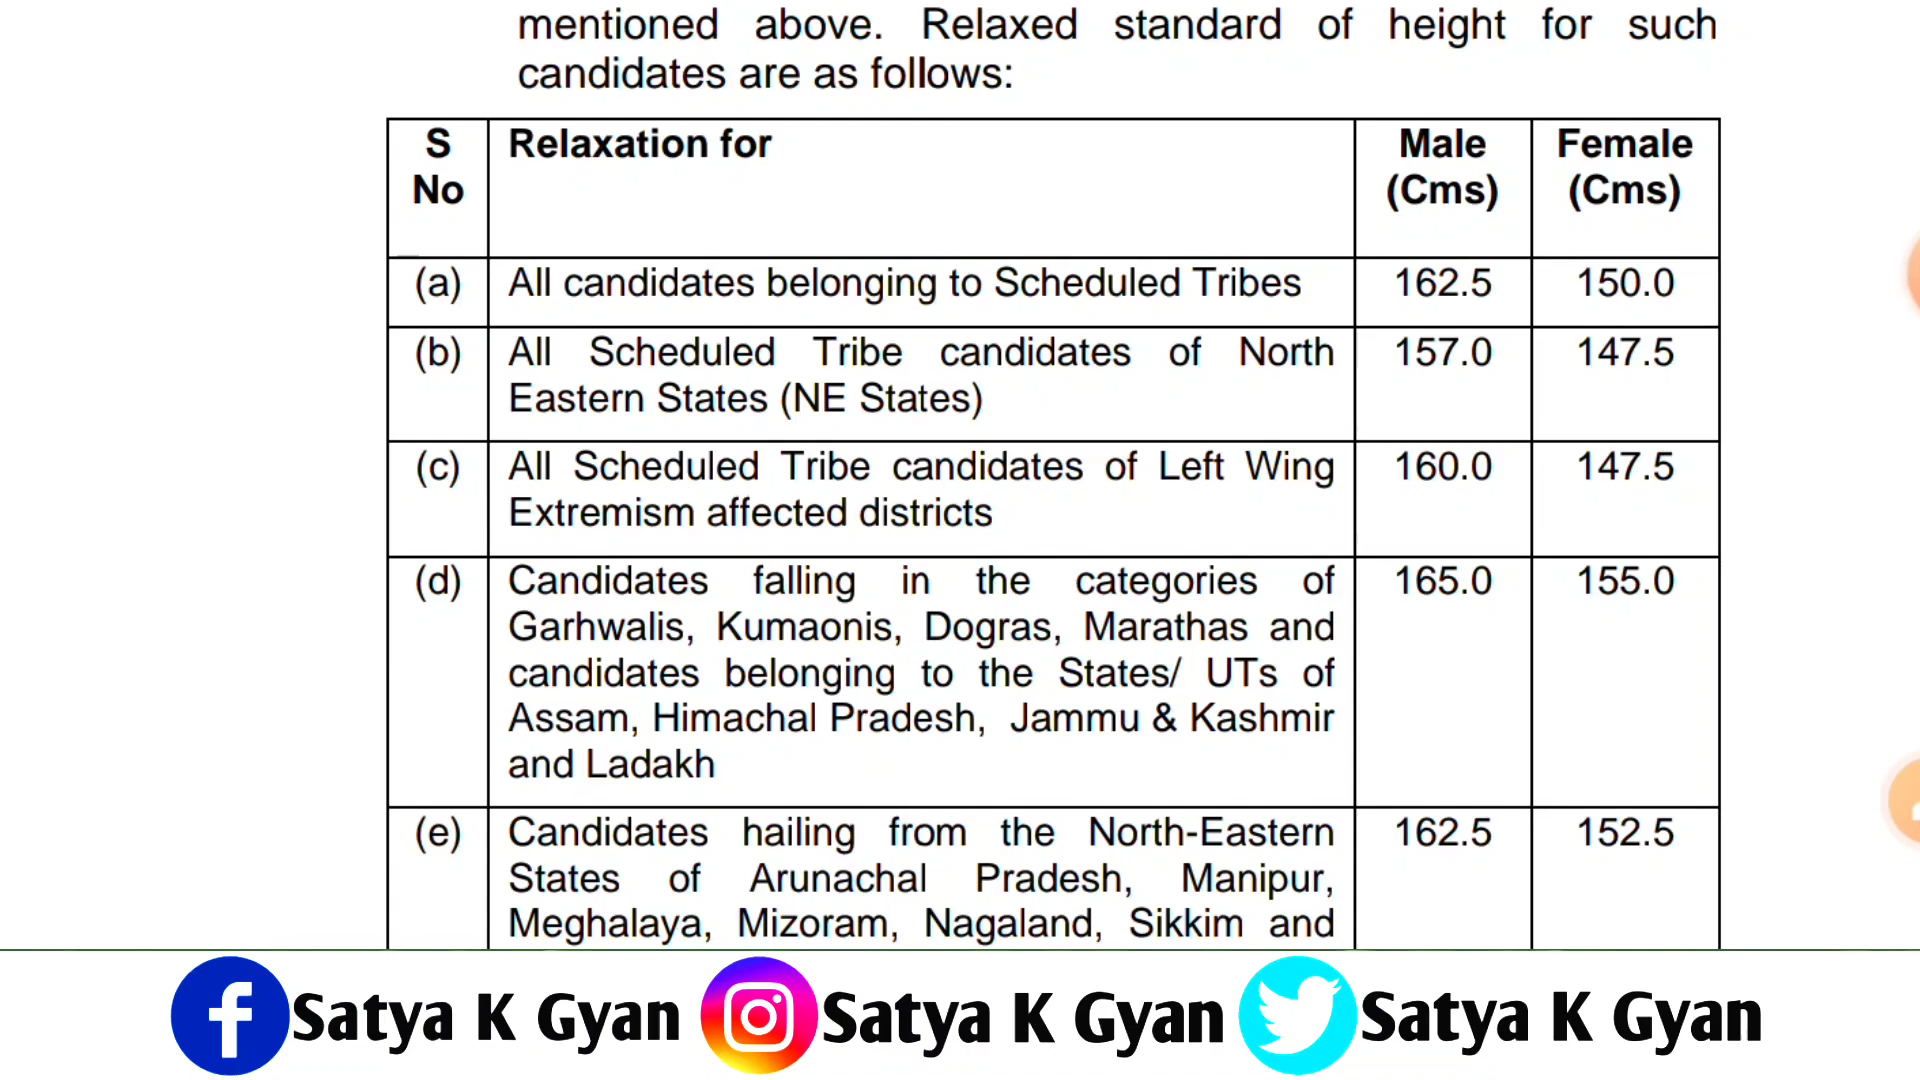 mentioned above. Relaxed standard of height for such
candidates are as follows:
S No Relaxation for Male (Cms) Female (Cms)
(a) All candidates belonging to Scheduled Tribes 162.5 150.0
(b) All Scheduled Tribe candidates of North 157.0 147.5
Eastern States (NE States)
(c) All Scheduled Tribe candidates of Left Wing 160.0 147.5
Extremism affected districts
(d) Candidates falling in the categories of 165.0 155.0
Garhwalis, Kumaonis, Dogras, Marathas and
candidates belonging to the States/ UTs of
Assam, Himachal Pradesh, Jammu & Kashmir
and Ladakh
(e) Candidates hailing from the North-Eastern 162.5 152.5
States of Arunachal Pradesh, Manipur,
Meghalaya, Mizoram, Nagaland, Sikkim and
Satya K Gyan Satya K Gyan Satya K Gyan